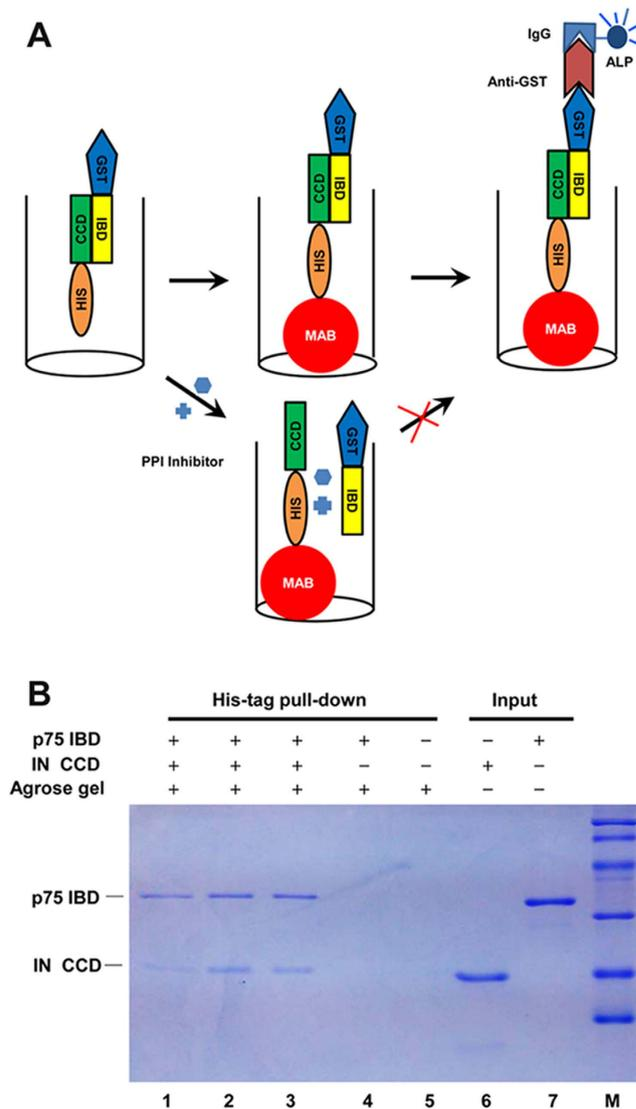 A
IgG
ALP
Anti-GST
GST
CCD
IBD
HIS
GST
CCD
IBD
HIS
MAB
GST
CCD
IBD
HIS
MAB
PPI Inhibitor
CCD
GST
HIS
IBD
MAB
B
His-tag pull-down Input
p75 IBD + + + + – – +
IN CCD + + + – – + –
Agrose gel + + + + + – –
p75 IBD
IN CCD
1 2 3 4 5 6 7 M